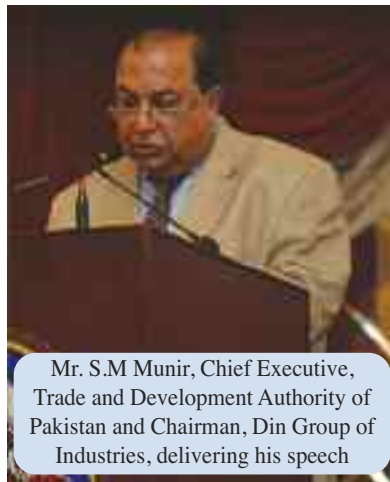 Mr. S.M Munir, Chief Executive,
Trade and Development Authority of
Pakistan and Chairman, Din Group of
Industries, delivering his speech